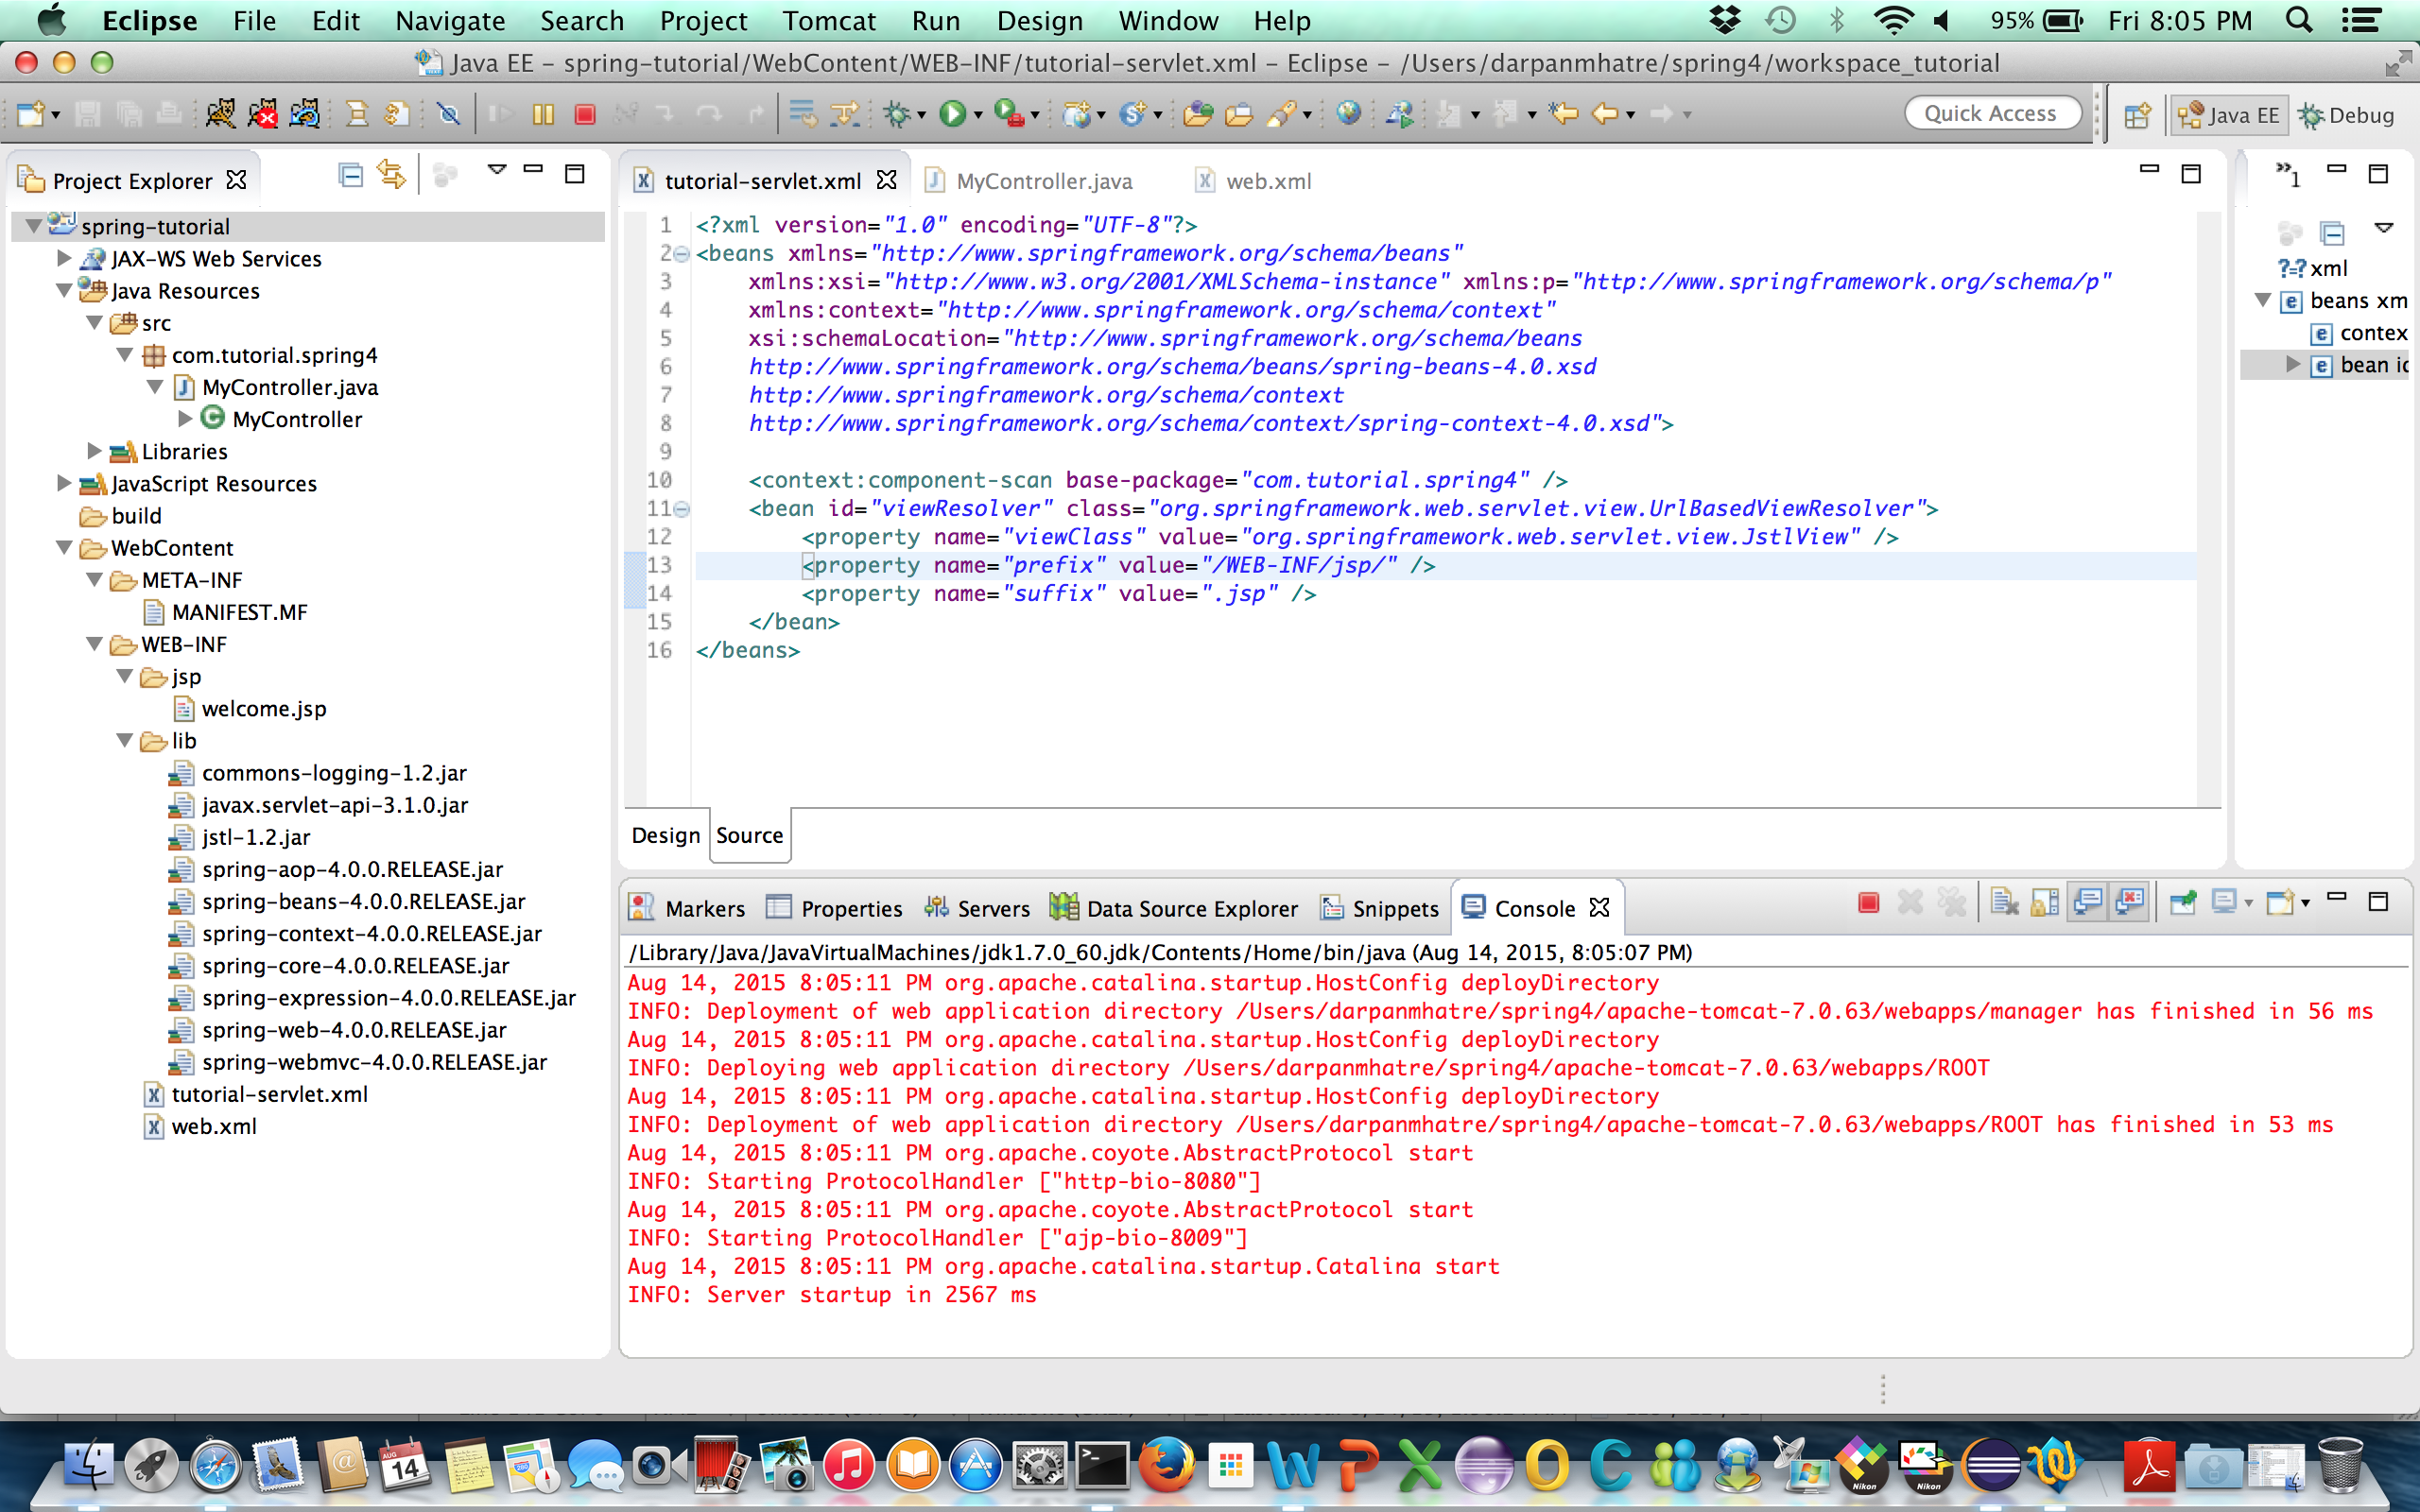 Eclipse File Edit Navigate Search Project Tomcat Run Design Window Help 95% Fri 8:05 PM
Java EE – spring-tutorial/WebContent/WEB-INF/tutorial-servlet.xml – Eclipse – /Users/darpanmhatre/spring4/workspace_tutorial
Quick Access Java EE Debug
Project Explorer
spring-tutorial
JAX-WS Web Services
Java Resources
src
com.tutorial.spring4
MyController.java
MyController
Libraries
JavaScript Resources
build
WebContent
META-INF
MANIFEST.MF
WEB-INF
jsp
welcome.jsp
lib
commons-logging-1.2.jar
javax.servlet-api-3.1.0.jar
jstl-1.2.jar
spring-aop-4.0.0.RELEASE.jar
spring-beans-4.0.0.RELEASE.jar
spring-context-4.0.0.RELEASE.jar
spring-core-4.0.0.RELEASE.jar
spring-expression-4.0.0.RELEASE.jar
spring-web-4.0.0.RELEASE.jar
spring-webmvc-4.0.0.RELEASE.jar
tutorial-servlet.xml
web.xml
tutorial-servlet.xml MyController.java web.xml
1 <?xml version="1.0" encoding="UTF-8"?>
2 <beans xmlns="http://www.springframework.org/schema/beans"
3 xmlns:xsi="http://www.w3.org/2001/XMLSchema-instance" xmlns:p="http://www.springframework.org/schema/p"
4 xmlns:context="http://www.springframework.org/schema/context"
5 xsi:schemaLocation="http://www.springframework.org/schema/beans
6 http://www.springframework.org/schema/beans/spring-beans-4.0.xsd
7 http://www.springframework.org/schema/context
8 http://www.springframework.org/schema/context/spring-context-4.0.xsd">
9
10 <context:component-scan base-package="com.tutorial.spring4" />
11 <bean id="viewResolver" class="org.springframework.web.servlet.view.UrlBasedViewResolver">
12 <property name="viewClass" value="org.springframework.web.servlet.view.JstlView" />
13 <property name="prefix" value="/WEB-INF/jsp/" />
14 <property name="suffix" value=".jsp" />
15 </bean>
16 </beans>
Design Source
1
?=? xml
e beans xm
e contex
e bean ic
Markers Properties Servers Data Source Explorer Snippets Console
/Library/Java/JavaVirtualMachines/jdk1.7.0_60.jdk/Contents/Home/bin/java (Aug 14, 2015, 8:05:07 PM)
Aug 14, 2015 8:05:11 PM org.apache.catalina.startup.HostConfig deployDirectory
INFO: Deployment of web application directory /Users/darpanmhatre/spring4/apache-tomcat-7.0.63/webapps/manager has finished in 56 ms
Aug 14, 2015 8:05:11 PM org.apache.catalina.startup.HostConfig deployDirectory
INFO: Deploying web application directory /Users/darpanmhatre/spring4/apache-tomcat-7.0.63/webapps/ROOT
Aug 14, 2015 8:05:11 PM org.apache.catalina.startup.HostConfig deployDirectory
INFO: Deployment of web application directory /Users/darpanmhatre/spring4/apache-tomcat-7.0.63/webapps/ROOT has finished in 53 ms
Aug 14, 2015 8:05:11 PM org.apache.coyote.AbstractProtocol start
INFO: Starting ProtocolHandler ["http-bio-8080"]
Aug 14, 2015 8:05:11 PM org.apache.coyote.AbstractProtocol start
INFO: Starting ProtocolHandler ["ajp-bio-8009"]
Aug 14, 2015 8:05:11 PM org.apache.catalina.startup.Catalina start
INFO: Server startup in 2567 ms
AUG
14
Nikon Nikon